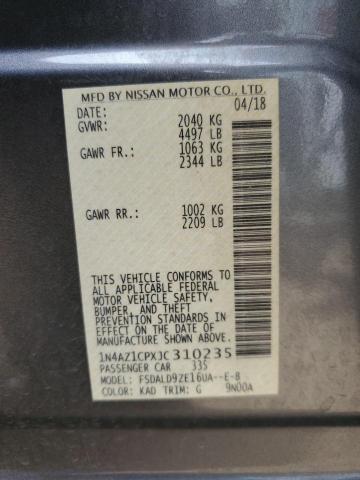 MFD BY NISSAN MOTOR CO., LTD.
DATE: 04/18
GVWR: 2040 KG
4497 LB
GAWR FR.: 1063 KG
2344 LB
GAWR RR.: 1002 KG
2209 LB
THIS VEHICLE CONFORMS TO
ALL APPLICABLE FEDERAL
MOTOR VEHICLE SAFETY,
BUMPER, AND THEFT
PREVENTION STANDARDS IN
EFFECT ON THE DATE OF
MANUFACTURE SHOWN ABOVE.
1N4AZ1CPXJC310235
PASSENGER CAR 335
MODEL: FSDALD9ZE16UA--E-8
COLOR: KAD TRIM: G 9N00A